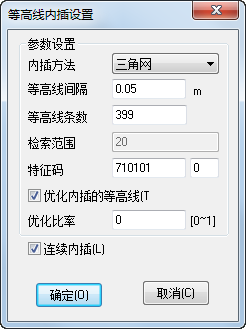 等高线内插设置
参数设置
内插方法 三角网
等高线间隔 0.05 m
等高线条数 399
检索范围 20
特征码 710101 0
优化内插的等高线(T
优化比率 0 [0~1]
连续内插(L)
确定(O) 取消(C)